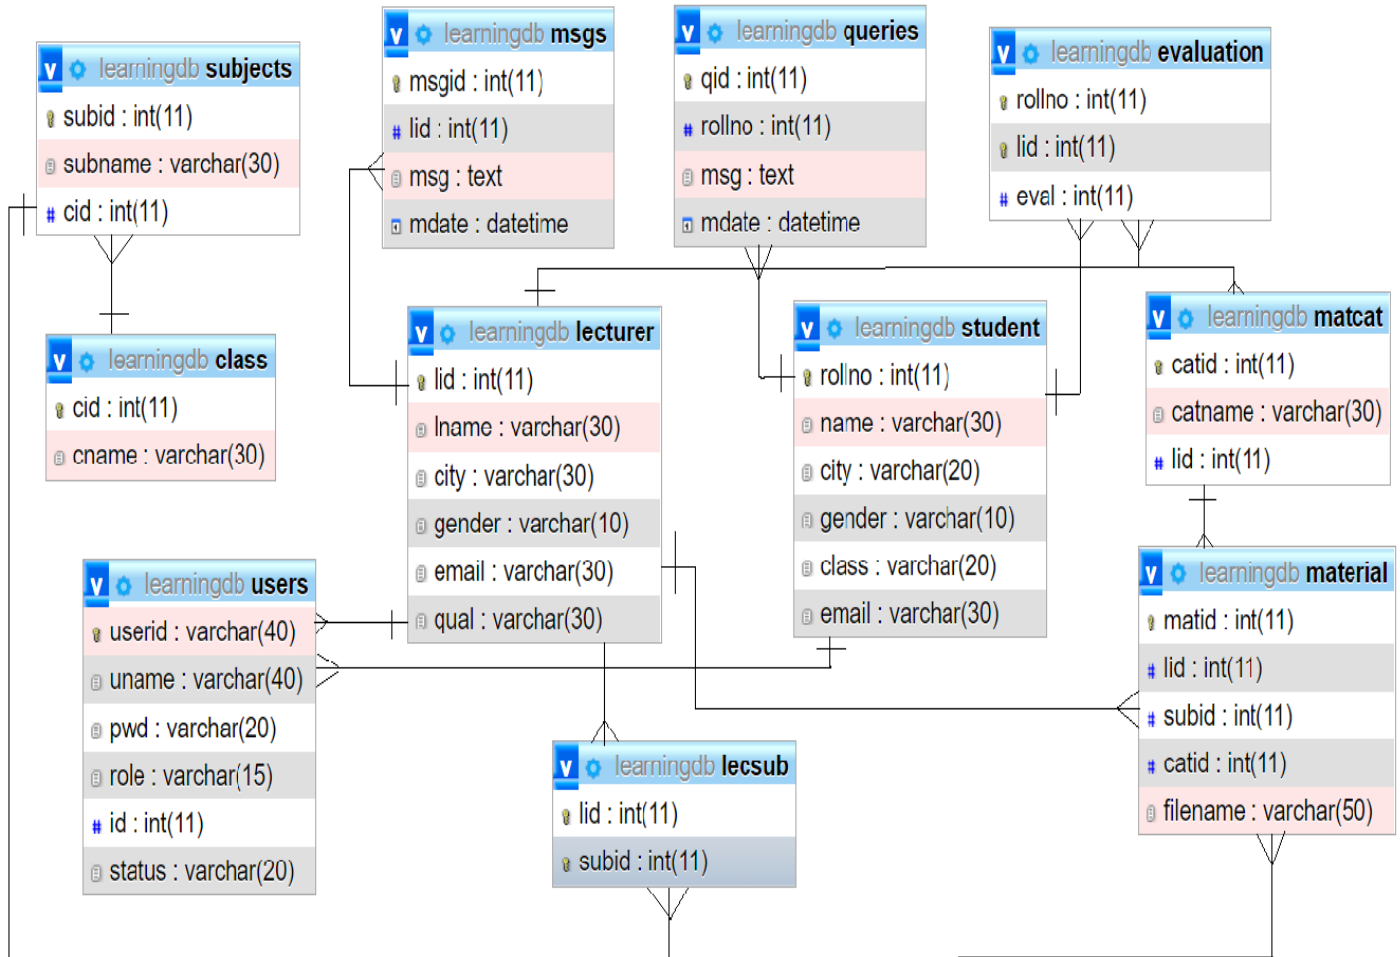 learningdb subjects
subid : int(11)
subname : varchar(30)
cid : int(11)
learningdb msgs
msgid : int(11)
lid : int(11)
msg : text
mdate : datetime
learningdb queries
qid : int(11)
rollno : int(11)
msg : text
mdate : datetime
learningdb evaluation
rollno : int(11)
lid : int(11)
eval : int(11)
learningdb class
cid : int(11)
cname : varchar(30)
learningdb lecturer
lid : int(11)
lname : varchar(30)
city : varchar(30)
gender : varchar(10)
email : varchar(30)
qual : varchar(30)
learningdb student
rollno : int(11)
name : varchar(30)
city : varchar(20)
gender : varchar(10)
class : varchar(20)
email : varchar(30)
learningdb matcat
catid : int(11)
catname : varchar(30)
lid : int(11)
learningdb users
userid : varchar(40)
uname : varchar(40)
pwd : varchar(20)
role : varchar(15)
id : int(11)
status : varchar(20)
learningdb lecsub
lid : int(11)
subid : int(11)
learningdb material
matid : int(11)
lid : int(11)
subid : int(11)
catid : int(11)
filename : varchar(50)